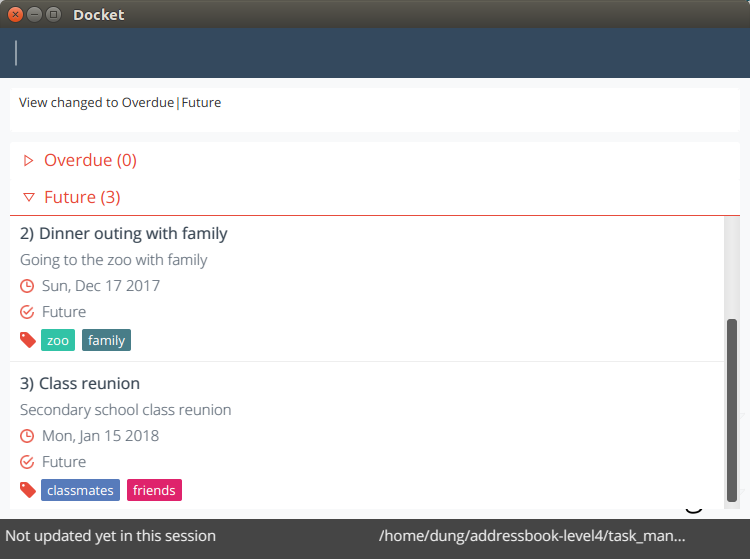 Docket
View changed to Overdue|Future
Overdue (0)
Future (3)
2) Dinner outing with family
Going to the zoo with family
Sun, Dec 17 2017
Future
zoo family
3) Class reunion
Secondary school class reunion
Mon, Jan 15 2018
Future
classmates friends
Not updated yet in this session /home/dung/addressbook-level4/task_man...